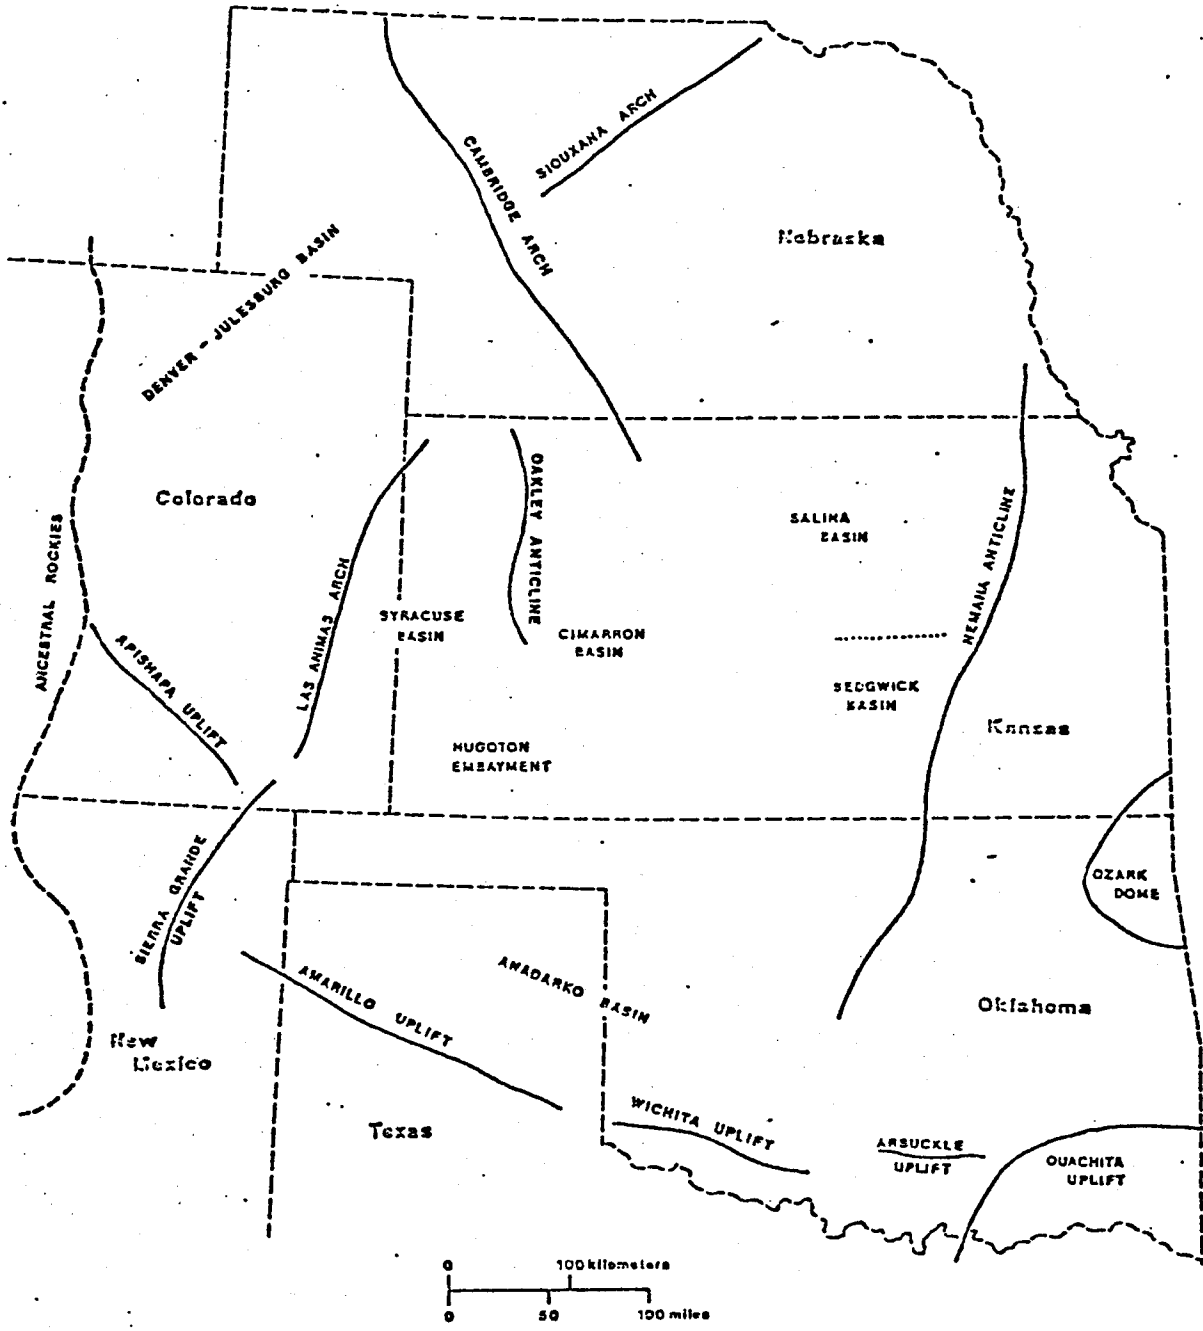 SIOUXANA ARCH
CAMBRIDGE ARCH
Nebraska
DENVER - JULESBURG BASIN
Colorado
OAKLEY ANTICLINE
SALINA
BASIN
NEMAHA ANTICLINE
ANCESTRAL ROCKIES
LAS ANIMAS ARCH
SYRACUSE
BASIN
CIMARRON
BASIN
APISHAPA UPLIFT
SEDGWICK
BASIN
Kansas
HUGOTON
EMBAYMENT
SIERRA GRANDE
UPLIFT
OZARK
DOME
AMARILLO UPLIFT
ANADARKO BASIN
Oklahoma
New
Mexico
Texas
WICHITA UPLIFT
ARBUCKLE
UPLIFT
OUACHITA
UPLIFT
0 100 kilometers
0 50 100 miles